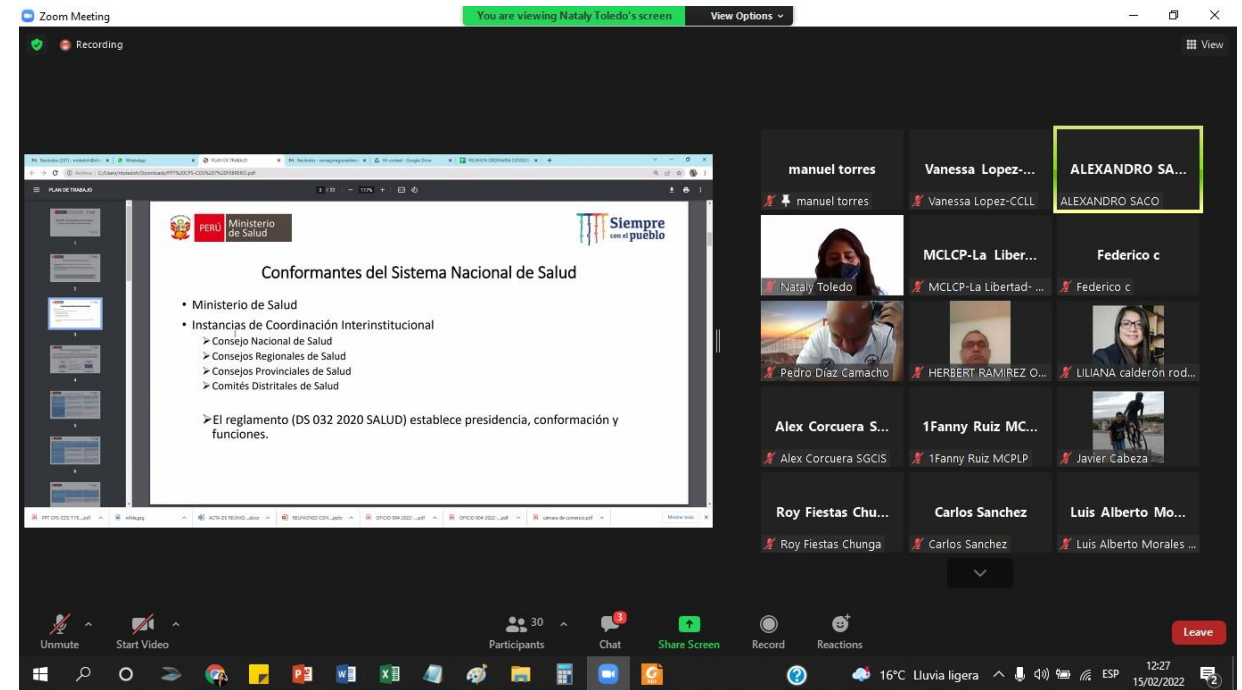 Zoom Meeting
You are viewing Nataly Toledo's screen
View Options
Recording
View
PLAN DE TRABAJO
3 / 22
117%
PERÚ
Ministerio
de Salud
Siempre
con el pueblo
Conformantes del Sistema Nacional de Salud
• Ministerio de Salud
• Instancias de Coordinación Interinstitucional
➢Consejo Nacional de Salud
➢Consejos Regionales de Salud
➢Consejos Provinciales de Salud
➢Comités Distritales de Salud
➢El reglamento (DS 032 2020 SALUD) establece presidencia, conformación y
funciones.
manuel torres
manuel torres
Vanessa Lopez-...
Vanessa Lopez-CCLL
ALEXANDRO SA...
ALEXANDRO SACO
Nataly Toledo
MCLCP-La Liber...
MCLCP-La Libertad- ...
Federico c
Federico c
Pedro Díaz Camacho
HERBERT RAMIREZ O...
LILIANA calderón rod...
Alex Corcuera S...
Alex Corcuera SGCIS
1Fanny Ruiz MC...
1Fanny Ruiz MCPLP
Javier Cabeza
Roy Fiestas Chu...
Roy Fiestas Chunga
Carlos Sanchez
Carlos Sanchez
Luis Alberto Mo...
Luis Alberto Morales ...
Unmute
Start Video
30
Participants
3
Chat
Share Screen
Record
Reactions
Leave
16°C Lluvia ligera
ESP
12:27
15/02/2022
2